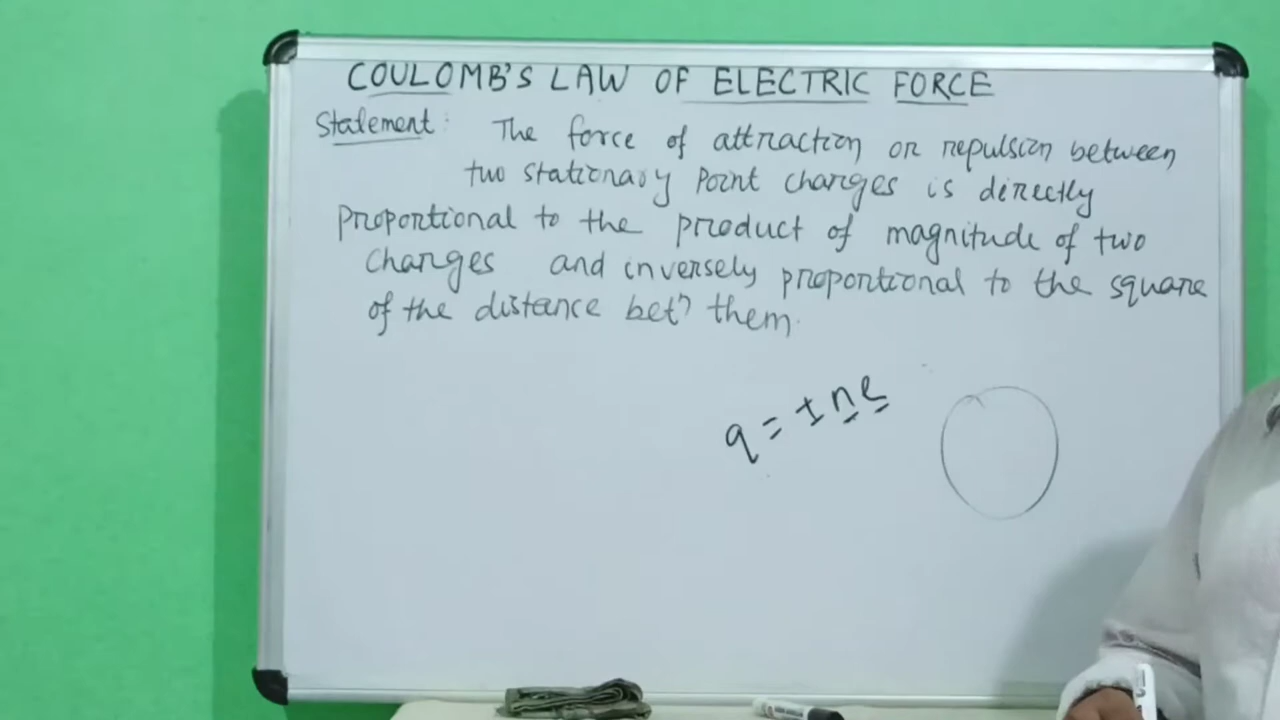 COULOMB'S LAW OF ELECTRIC FORCE
Statement: The force of attraction or repulsion between
two stationary point charges is directly
proportional to the product of magnitude of two
charges and inversely proportional to the square
of the distance betn them.
q = ± ne